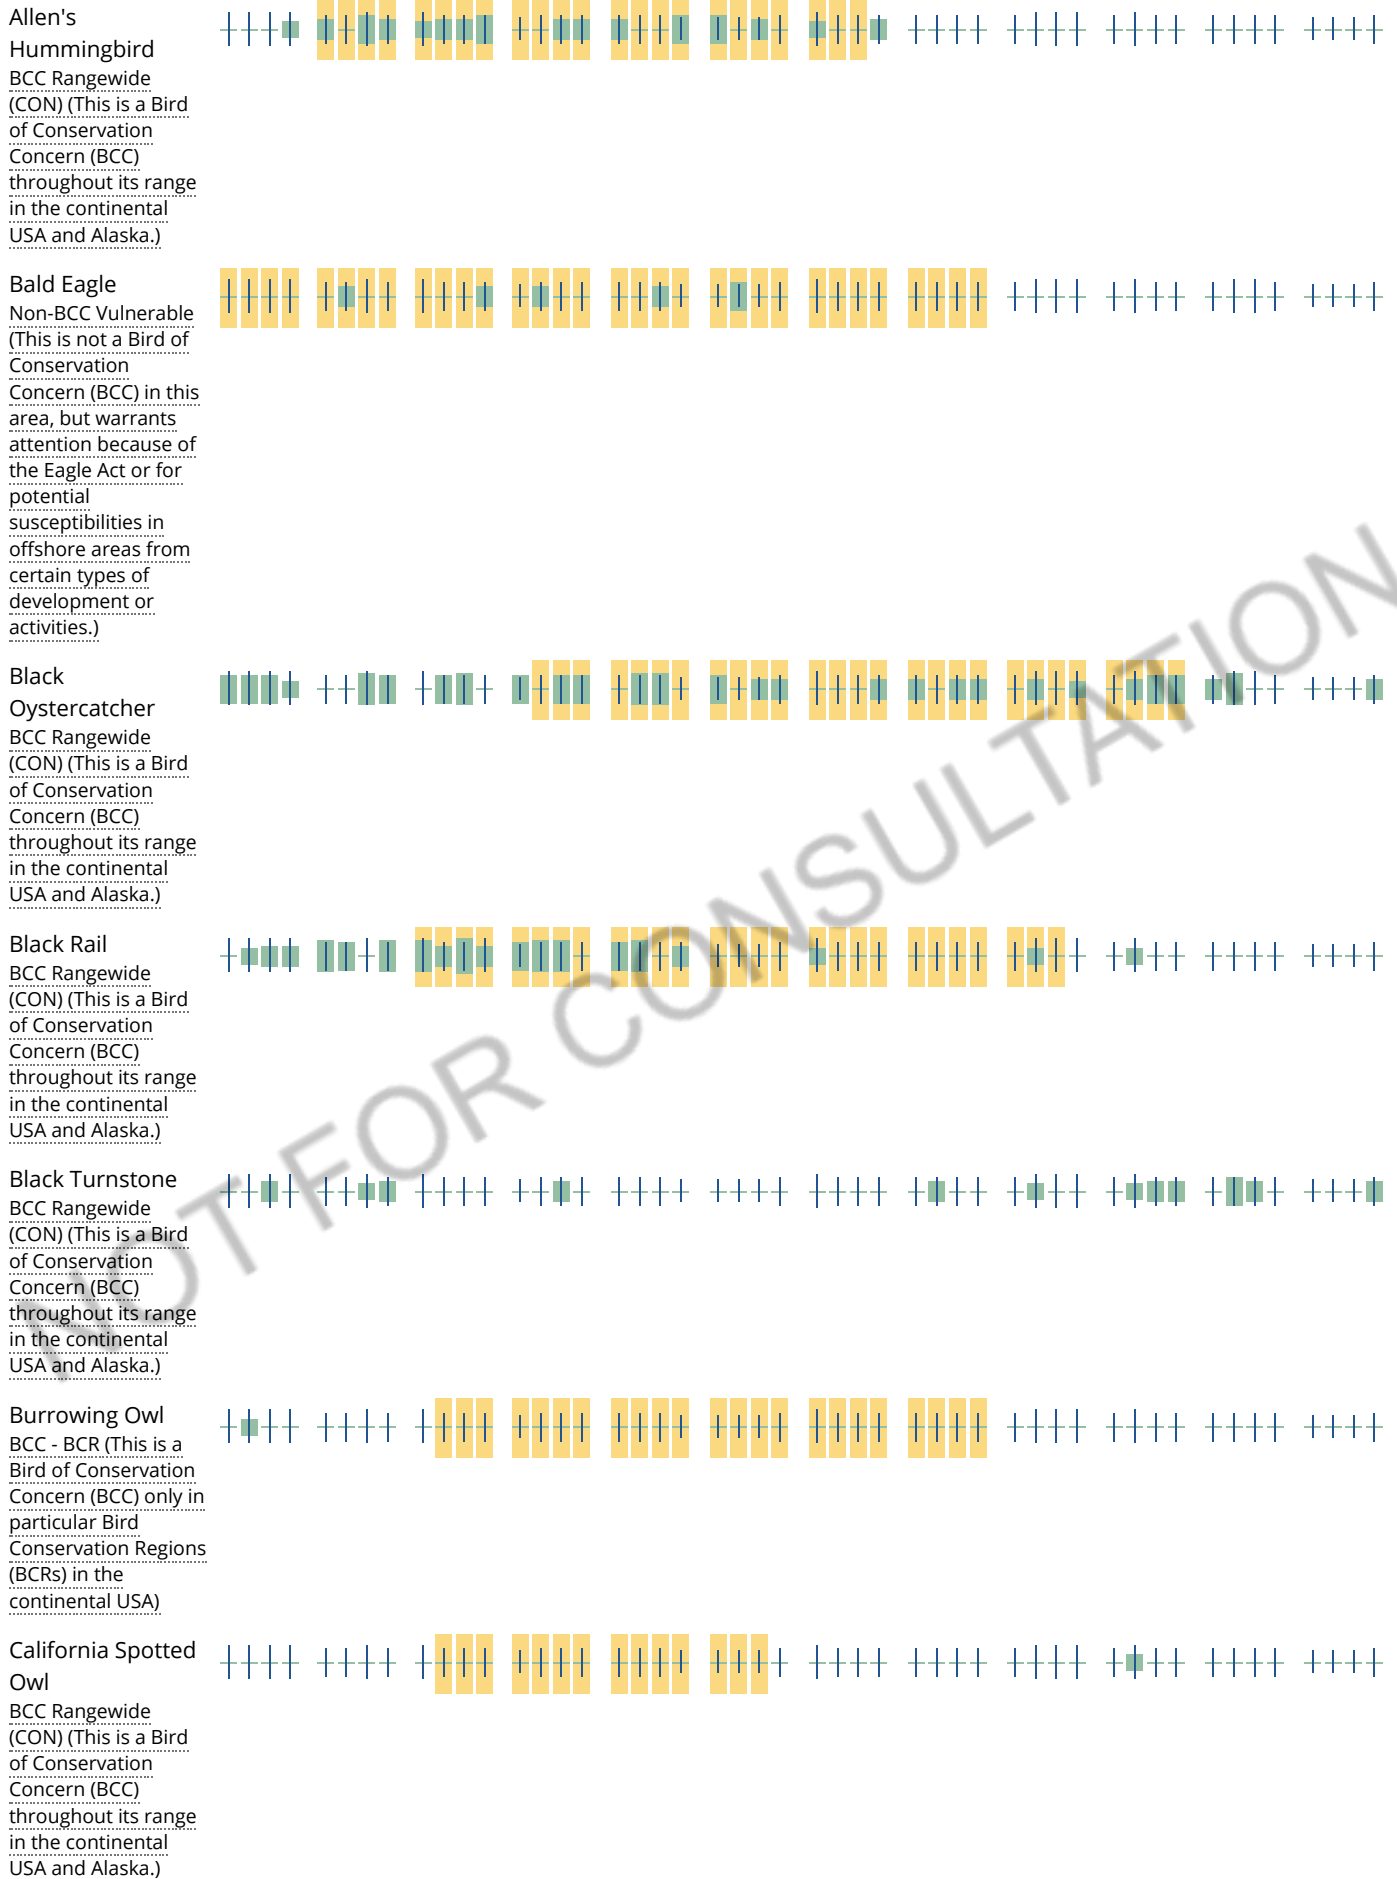 Allen's
Hummingbird
BCC Rangewide
(CON) (This is a Bird
of Conservation
Concern (BCC)
throughout its range
in the continental
USA and Alaska.)
Bald Eagle
Non-BCC Vulnerable
(This is not a Bird of
Conservation
Concern (BCC) in this
area, but warrants
attention because of
the Eagle Act or for
potential
susceptibilities in
offshore areas from
certain types of
development or
activities.)
Black
Oystercatcher
BCC Rangewide
(CON) (This is a Bird
of Conservation
Concern (BCC)
throughout its range
in the continental
USA and Alaska.)
Black Rail
BCC Rangewide
(CON) (This is a Bird
of Conservation
Concern (BCC)
throughout its range
in the continental
USA and Alaska.)
Black Turnstone
BCC Rangewide
(CON) (This is a Bird
of Conservation
Concern (BCC)
throughout its range
in the continental
USA and Alaska.)
Burrowing Owl
BCC - BCR (This is a
Bird of Conservation
Concern (BCC) only in
particular Bird
Conservation Regions
(BCRs) in the
continental USA)
California Spotted
Owl
BCC Rangewide
(CON) (This is a Bird
of Conservation
Concern (BCC)
throughout its range
in the continental
USA and Alaska.)
NOT FOR CONSULTATION